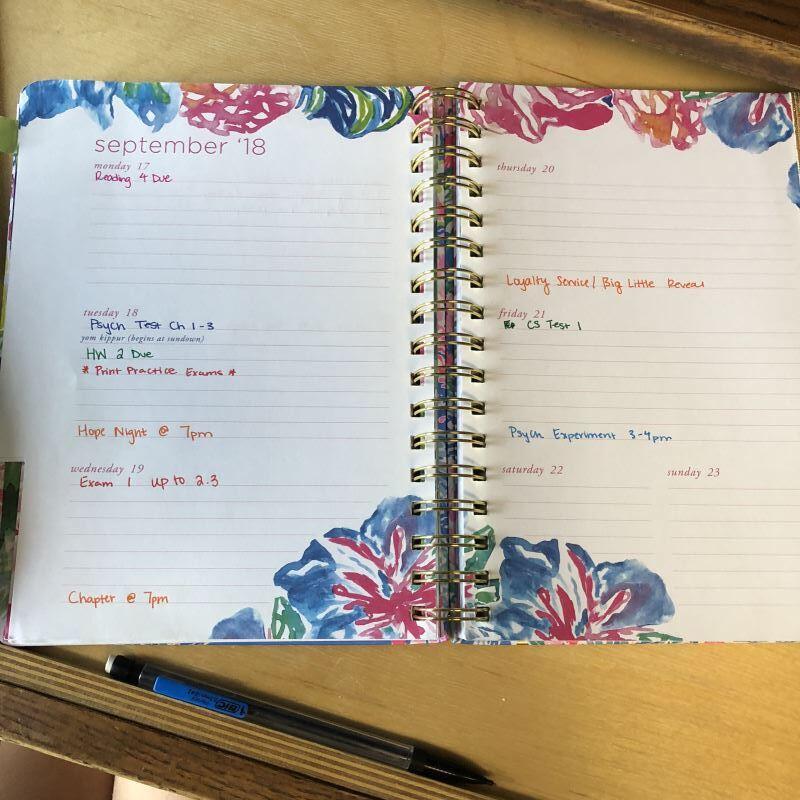 september '18
monday 17
Reading 4 Due
tuesday 18
Psych Test Ch 1-3
yom kippur (begins at sundown)
HW 2 Due
* Print Practice Exams *
Hope Night @ 7pm
wednesday 19
Exam 1 up to 2.3
Chapter @ 7pm
thursday 20
Loyalty Service / Big Little Reveal
friday 21
CS Test 1
Psych Experiment 3-4pm
saturday 22
sunday 23
BIC